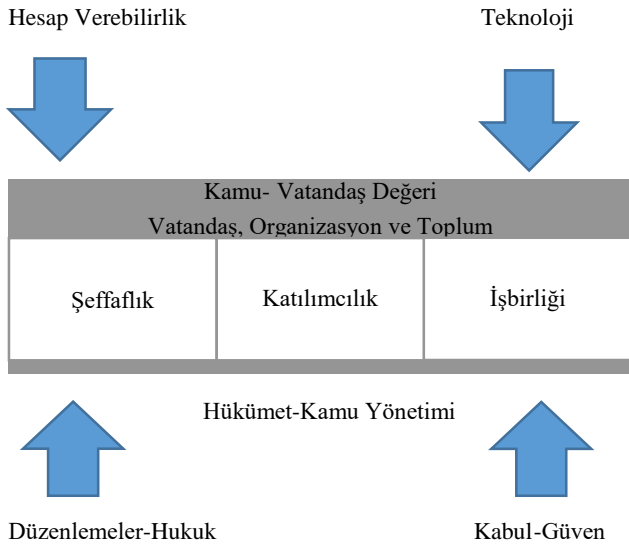 Hesap Verebilirlik
Teknoloji
Kamu- Vatandaş Değeri
Vatandaş, Organizasyon ve Toplum
Şeffaflık
Katılımcılık
İşbirliği
Hükümet-Kamu Yönetimi
Düzenlemeler-Hukuk
Kabul-Güven